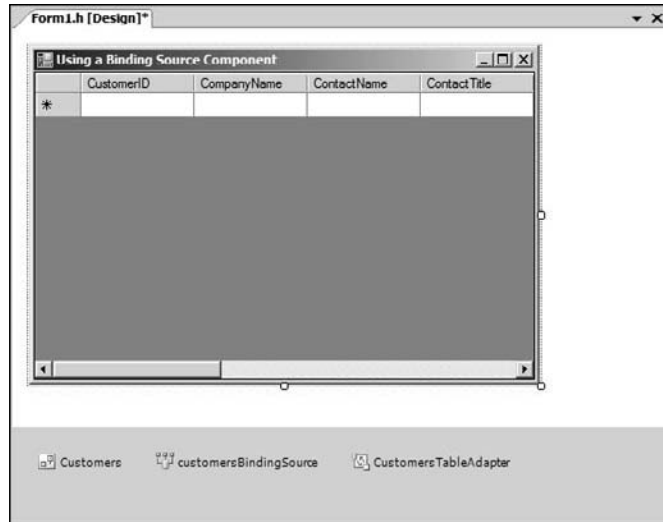 Form1.h [Design]*
Using a Binding Source Component
CustomerID CompanyName ContactName ContactTitle
Customers customersBindingSource CustomersTableAdapter